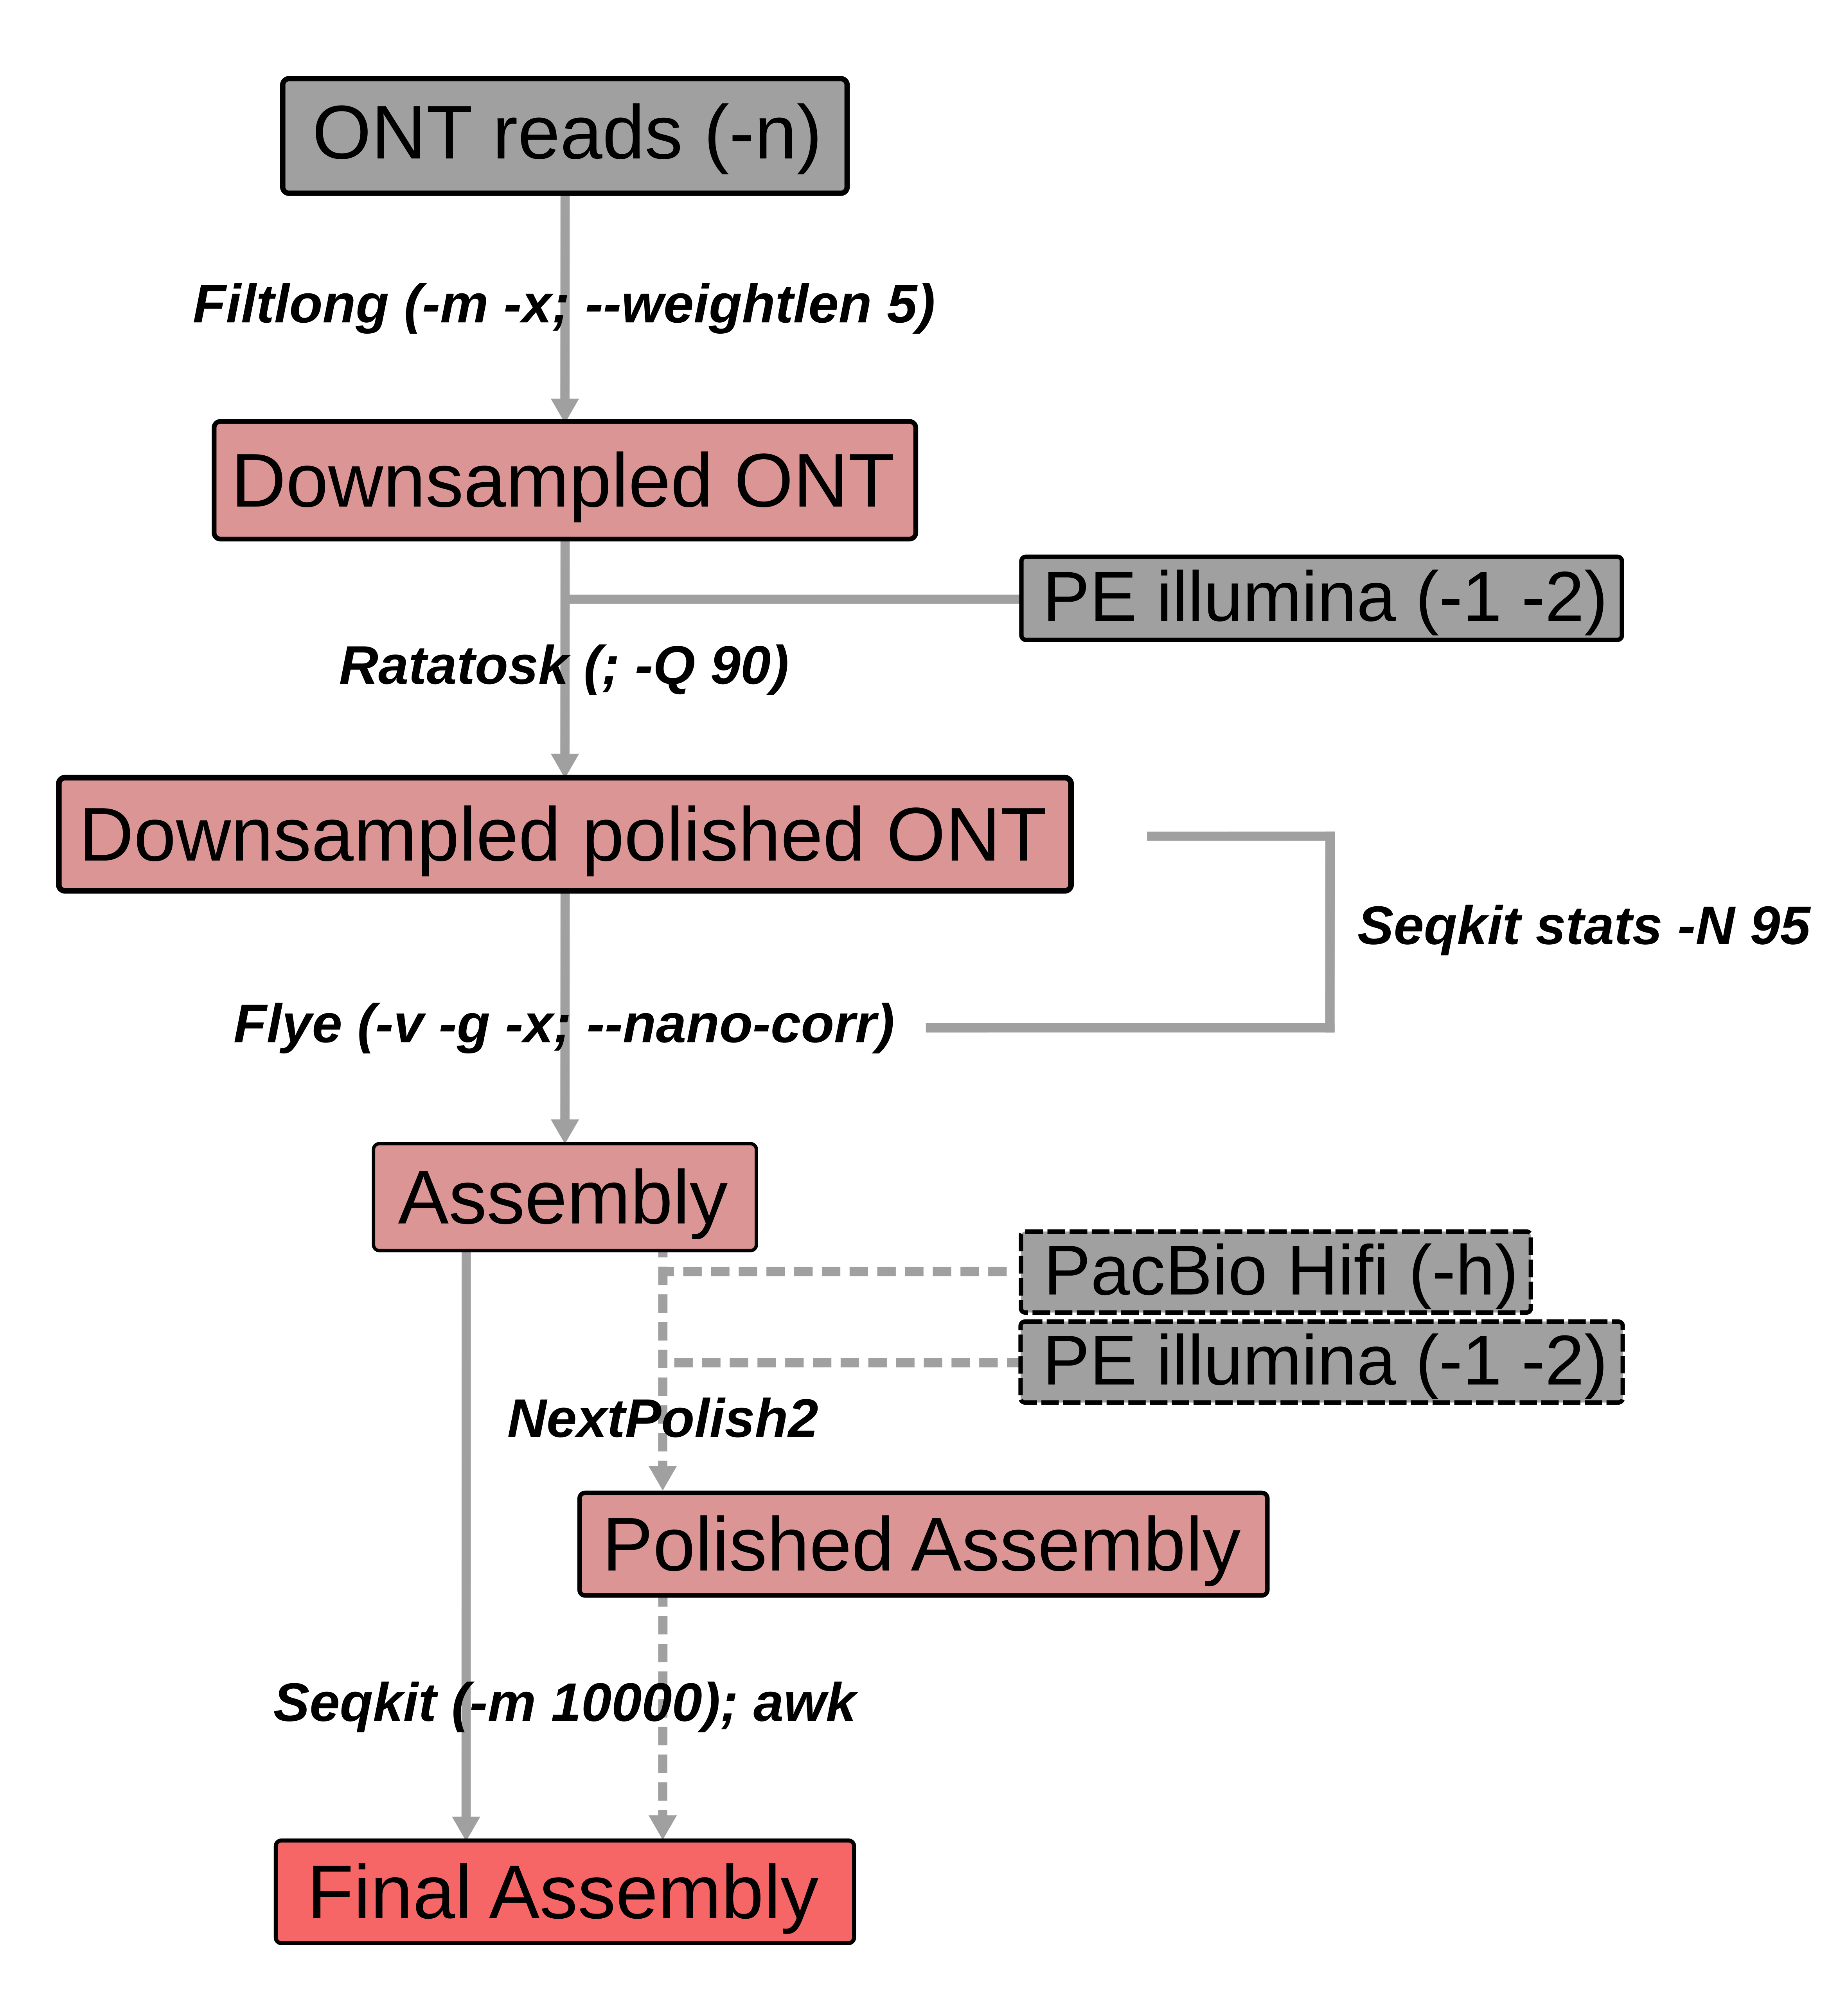 ONT reads (-n)
Filtlong (-m -x; --weightlen 5)
Downsampled ONT
PE illumina (-1 -2)
Ratatosk (; -Q 90)
Downsampled polished ONT
Seqkit stats -N 95
Flye (-v -g -x; --nano-corr)
Assembly
PacBio Hifi (-h)
PE illumina (-1 -2)
NextPolish2
Polished Assembly
Seqkit (-m 10000); awk
Final Assembly